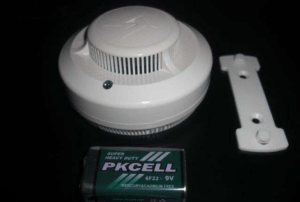 SUPER
HEAVY DUTY
PKCELL
6F22 - 9V